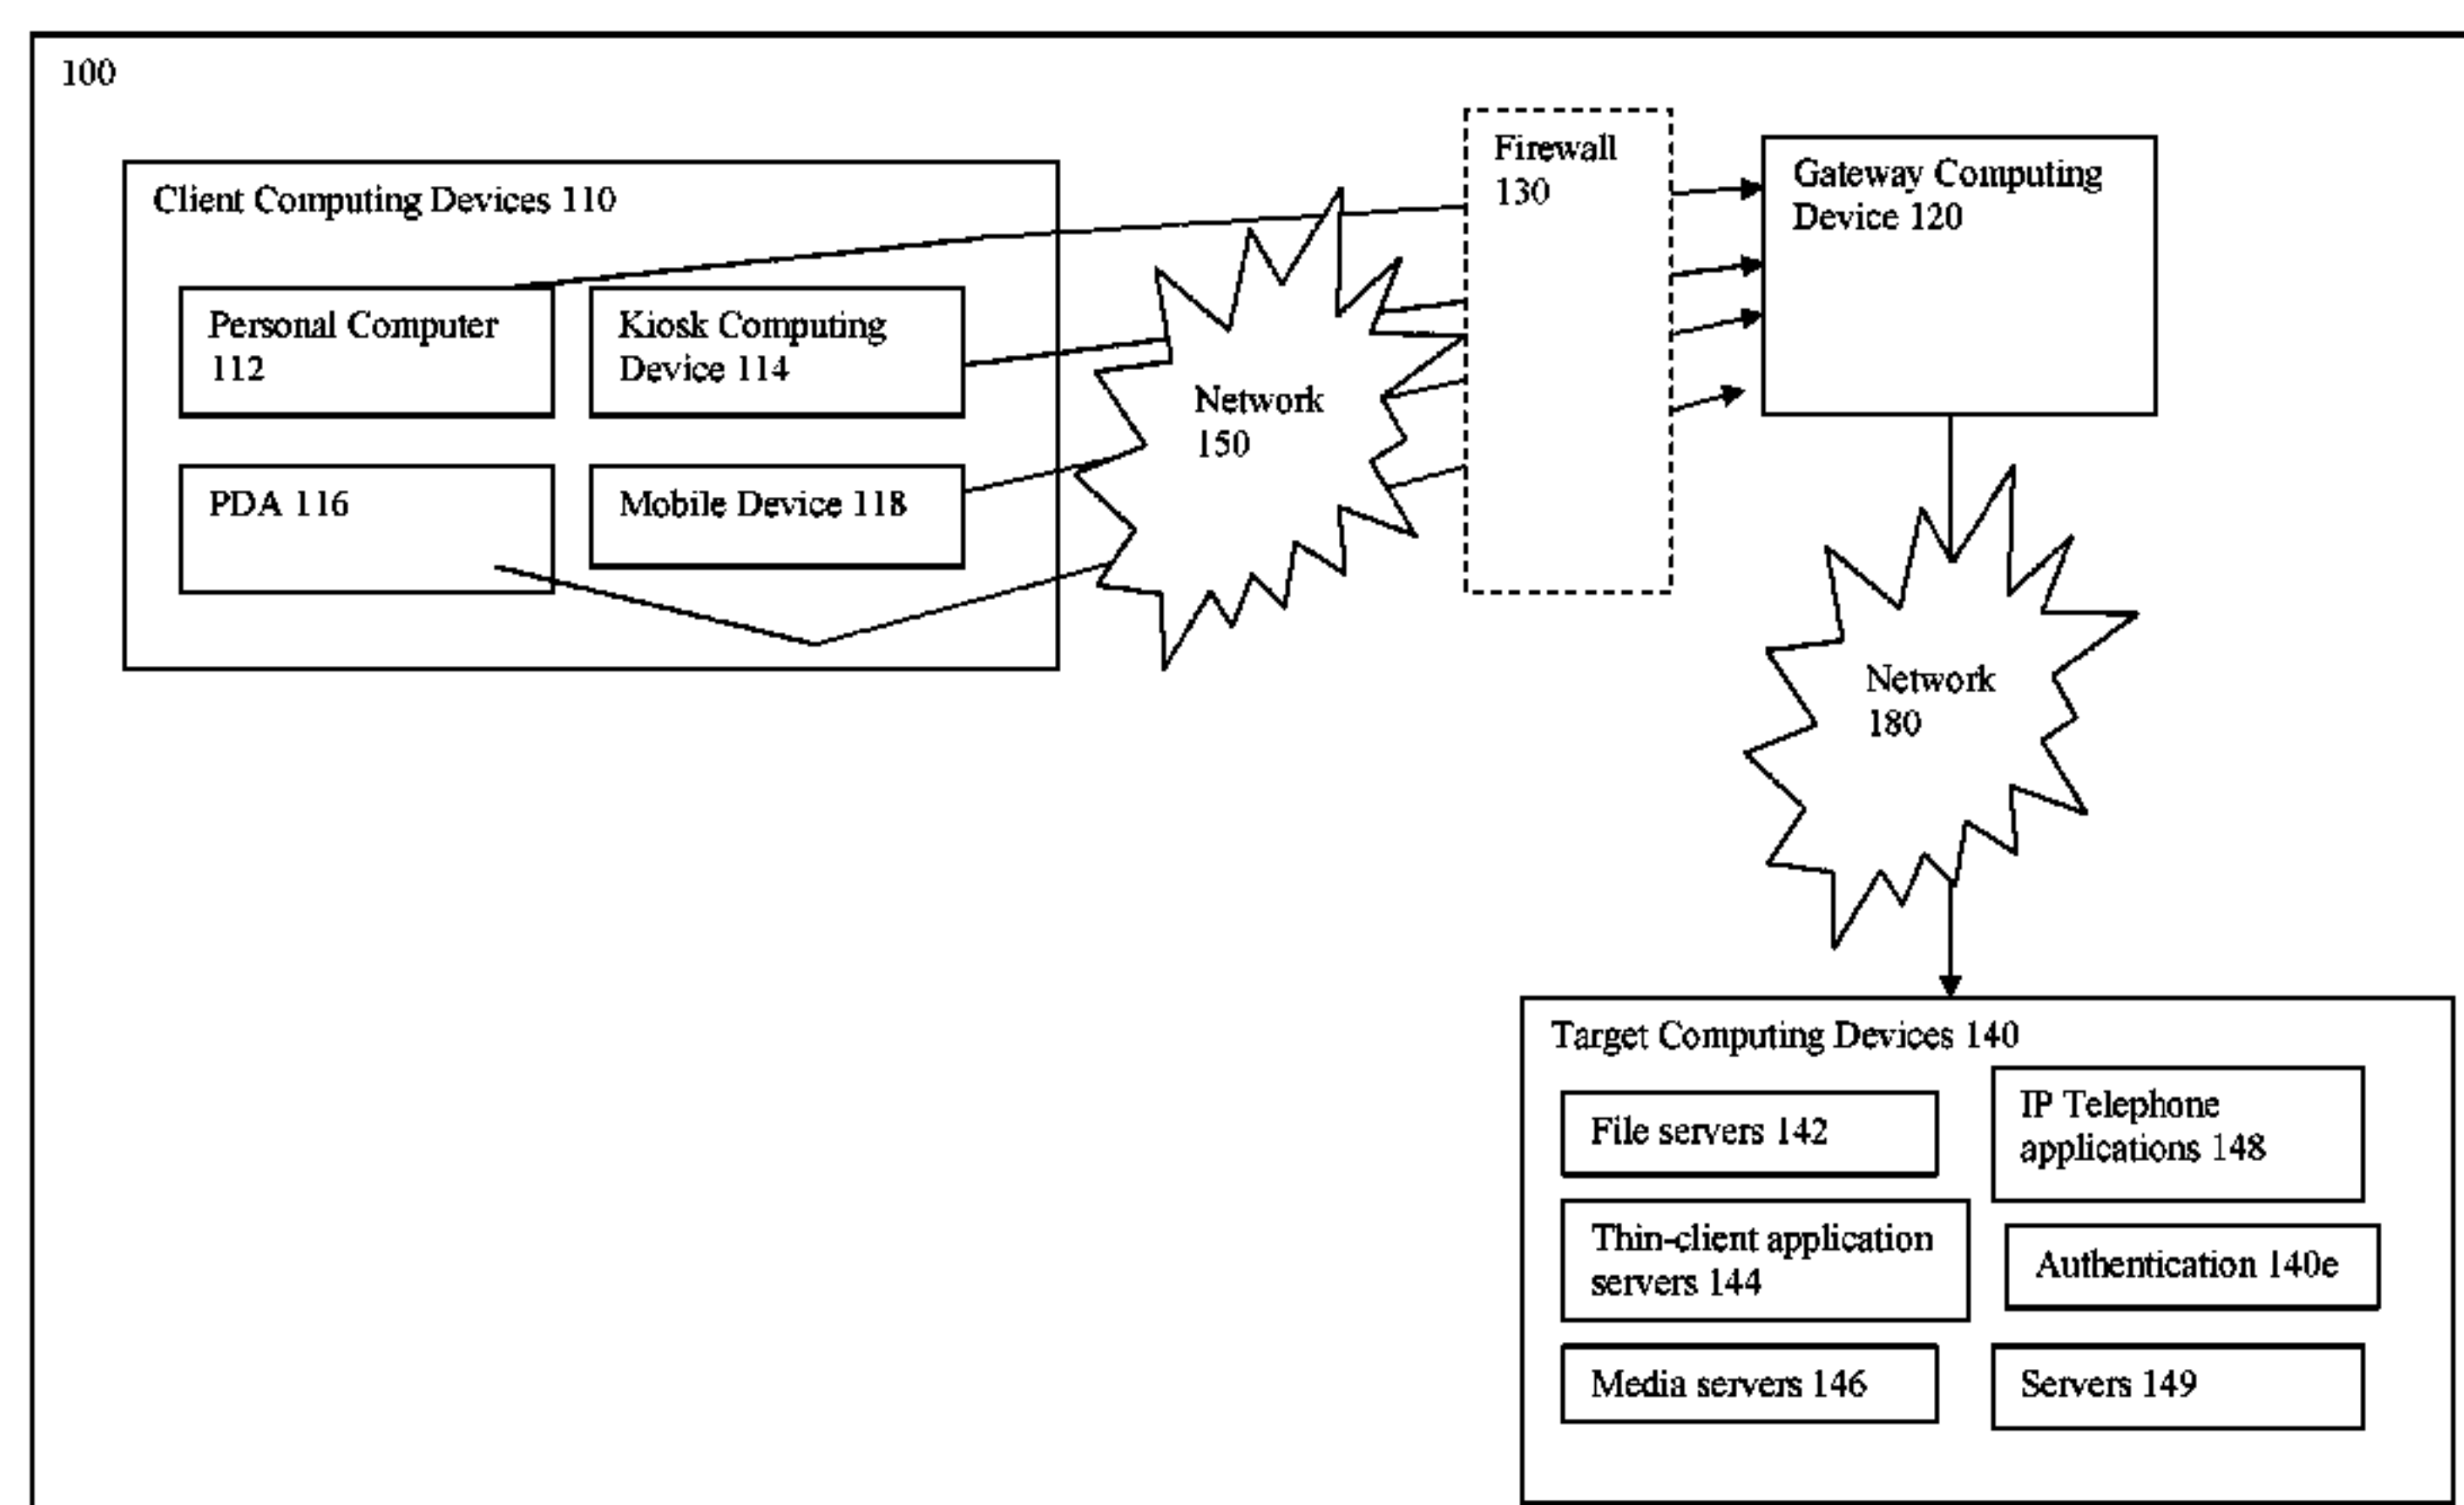 100
Client Computing Devices 110
Personal Computer
112
Kiosk Computing
Device 114
PDA 116
Mobile Device 118
Network
150
Firewall
130
Gateway Computing
Device 120
Network
180
Target Computing Devices 140
File servers 142
IP Telephone
applications 148
Thin-client application
servers 144
Authentication 140e
Media servers 146
Servers 149